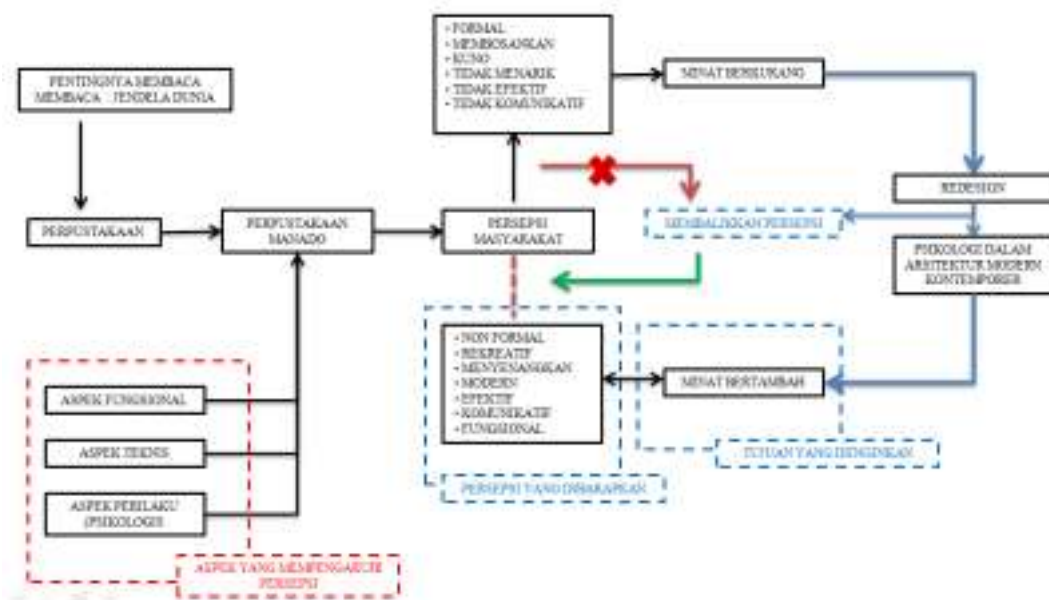 PENTINGNYA MEMBACA
MEMBACA JENDELA DUNIA
PERPUSTAKAAN
PERPUSTAKAAN
MANADO
PERSEPSI
MASYARAKAT
• FORMAL
• MEMBOSANKAN
• KUNO
• TIDAK MENARIK
• TIDAK EFEKTIF
• TIDAK KOMUNIKATIF
MINAT BERKURANG
REDESIGN
MEMBALIKKAN PERSEPSI
PSIKOLOGI DALAM
ARSITEKTUR MODERN
KONTEMPORER
• NON FORMAL
• REKREATIF
• MENYENANGKAN
• MODERN
• EFEKTIF
• KOMUNIKATIF
• FUNGSIONAL
MINAT BERTAMBAH
TUJUAN YANG DIINGINKAN
PERSEPSI YANG DIHARAPKAN
ASPEK FUNGSIONAL
ASPEK TEKNIS
ASPEK PERILAKU
(PSIKOLOGIS
ASPEK YANG MEMPENGARUHI
PERSEPSI